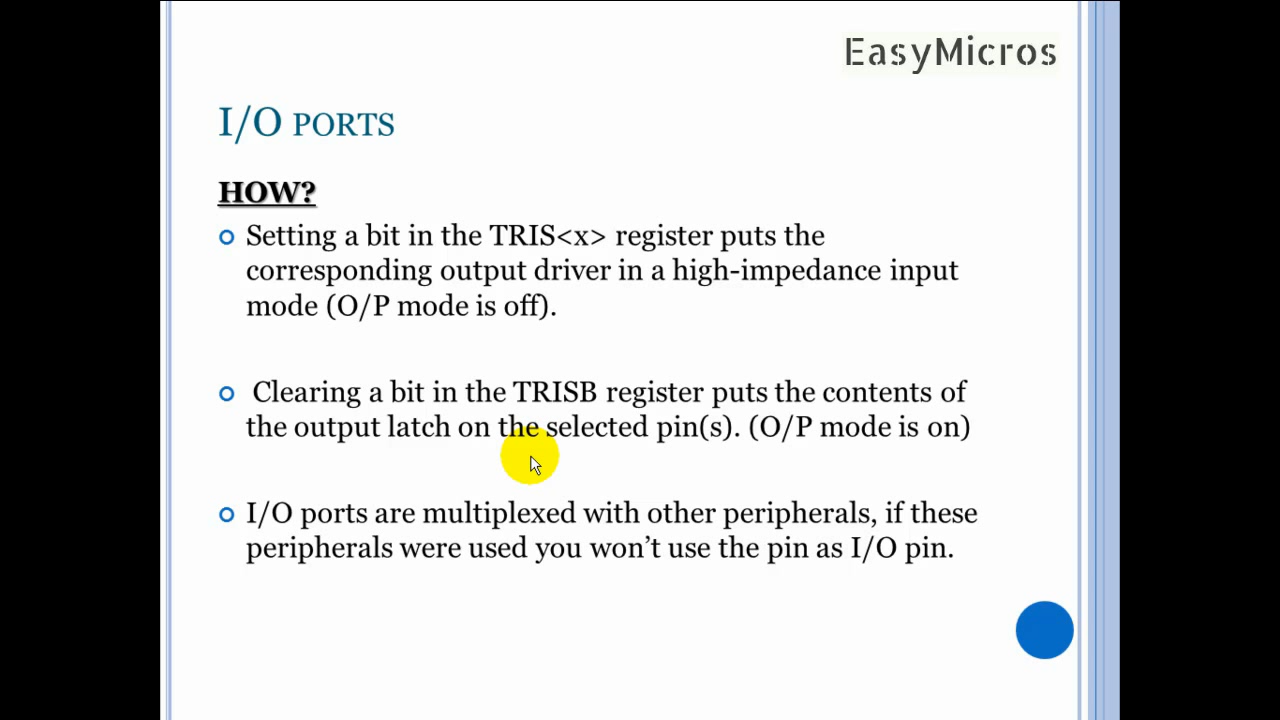 EasyMicros
I/O PORTS
HOW?
Setting a bit in the TRIS<x> register puts the
corresponding output driver in a high-impedance input
mode (O/P mode is off).
Clearing a bit in the TRISB register puts the contents of
the output latch on the selected pin(s). (O/P mode is on)
I/O ports are multiplexed with other peripherals, if these
peripherals were used you won’t use the pin as I/O pin.